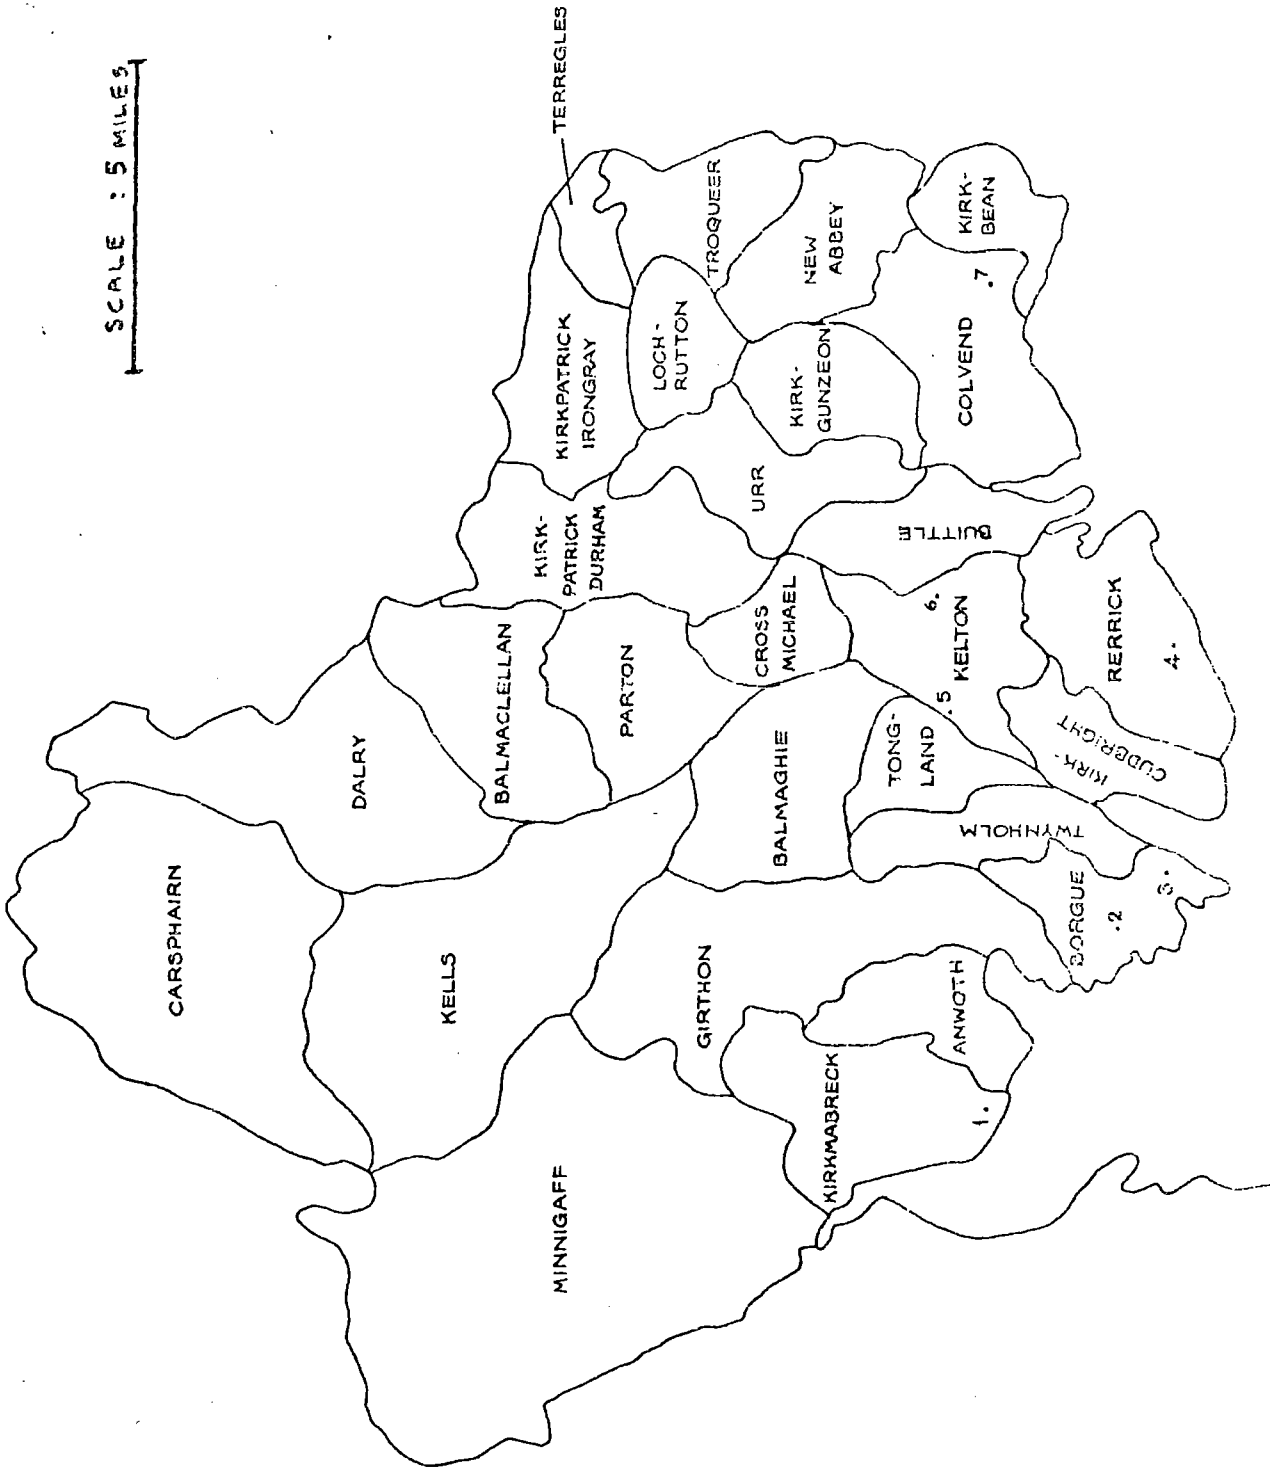 SCALE : 5 MILES
TERREGLES
CARSPHAIRN
DALRY
KELLS
MINNIGAFF
BALMACLELLAN
PARTON
KIRK-
PATRICK
DURHAM
KIRKPATRICK
IRONGRAY
LOCH-
RUTTON
TROQUEER
NEW
ABBEY
KIRK-
GUNZEON
URR
CROSS
MICHAEL
BALMAGHIE
GIRTHON
KIRKMABRECK
ANWOTH
TONG-
LAND
TWYNHOLM
BORGUE
KELTON
BUITTLE
COLVEND
KIRK-
BEAN
KIRK-
CUDBRIGHT
RERRICK
1.
.2
3.
4.
.5
6.
.7